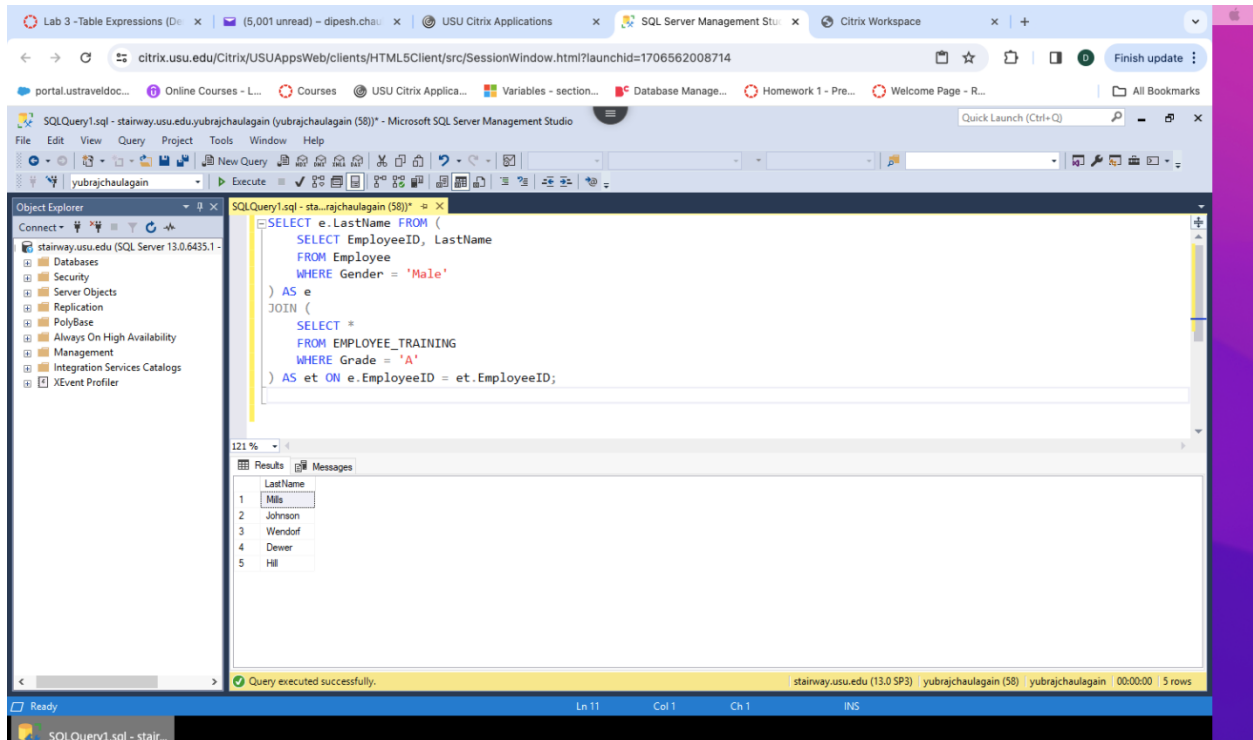 Lab 3 -Table Expressions (De
(5,001 unread) – dipesh.chau
USU Citrix Applications
SQL Server Management Stu
Citrix Workspace
citrix.usu.edu/Citrix/USUAppsWeb/clients/HTML5Client/src/SessionWindow.html?launchid=1706562008714
Finish update
portal.ustraveldoc... Online Courses - L... Courses USU Citrix Applica... Variables - section... Database Manage... Homework 1 - Pre... Welcome Page - R... All Bookmarks
SQLQuery1.sql - stairway.usu.edu.yubrajchaulagain (yubrajchaulagain (58))* - Microsoft SQL Server Management Studio
Quick Launch (Ctrl+Q)
File Edit View Query Project Tools Window Help
New Query
yubrajchaulagain
Execute
Object Explorer
Connect
stairway.usu.edu (SQL Server 13.0.6435.1 -
Databases
Security
Server Objects
Replication
PolyBase
Always On High Availability
Management
Integration Services Catalogs
XEvent Profiler
SQLQuery1.sql - sta...rajchaulagain (58))*
SELECT e.LastName FROM (
SELECT EmployeeID, LastName
FROM Employee
WHERE Gender = 'Male'
) AS e
JOIN (
SELECT *
FROM EMPLOYEE_TRAINING
WHERE Grade = 'A'
) AS et ON e.EmployeeID = et.EmployeeID;
121 %
Results Messages
LastName
1 Mills
2 Johnson
3 Wendorf
4 Dewer
5 Hill
Query executed successfully.
stairway.usu.edu (13.0 SP3) yubrajchaulagain (58) yubrajchaulagain 00:00:00 5 rows
Ready Ln 11 Col 1 Ch 1 INS
SQLQuery1.sql - stair...